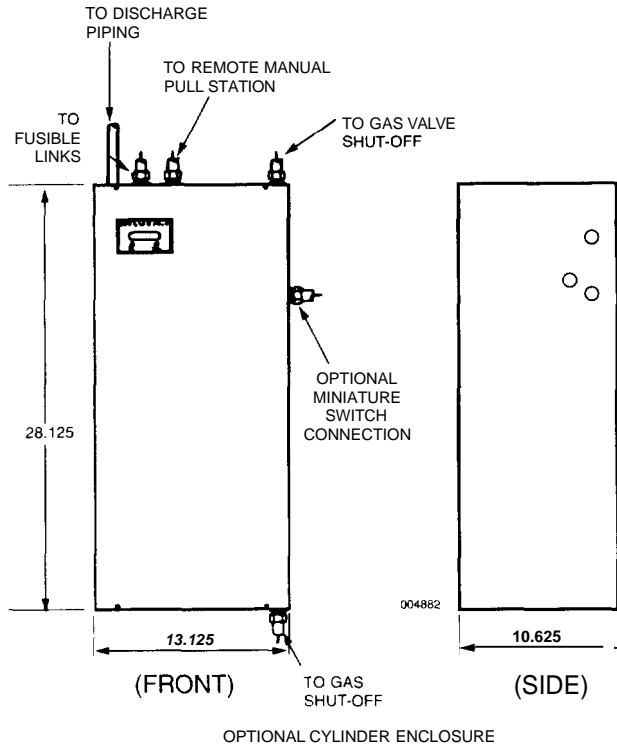 TO DISCHARGE
PIPING
TO REMOTE MANUAL
PULL STATION
TO
FUSIBLE
LINKS
TO GAS VALVE
SHUT-OFF
OPTIONAL
MINIATURE
SWITCH
CONNECTION
28.125
004882
13.125
10.625
(FRONT)
TO GAS
SHUT-OFF
(SIDE)
OPTIONAL CYLINDER ENCLOSURE